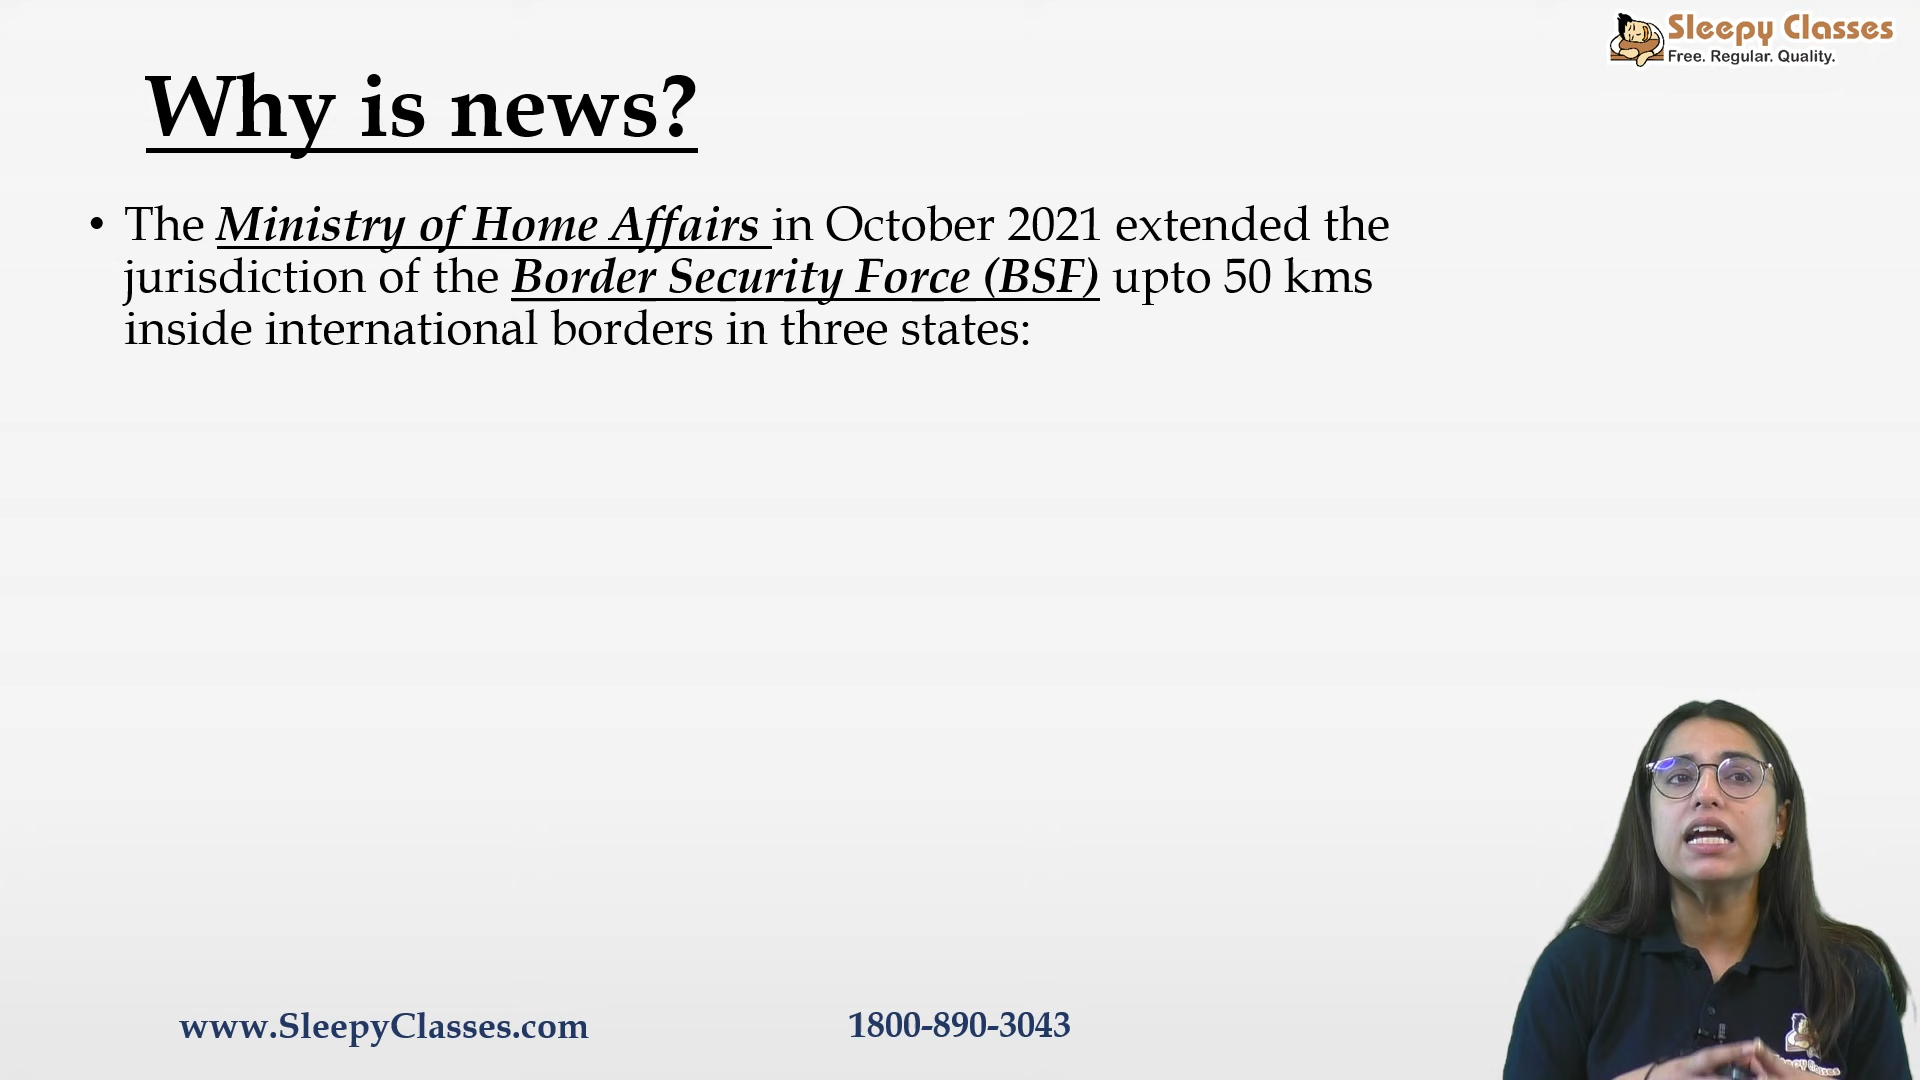 Sleepy Classes
Free. Regular. Quality.
Why is news?
• The Ministry of Home Affairs in October 2021 extended the
jurisdiction of the Border Security Force (BSF) upto 50 kms
inside international borders in three states:
www.SleepyClasses.com
1800-890-3043